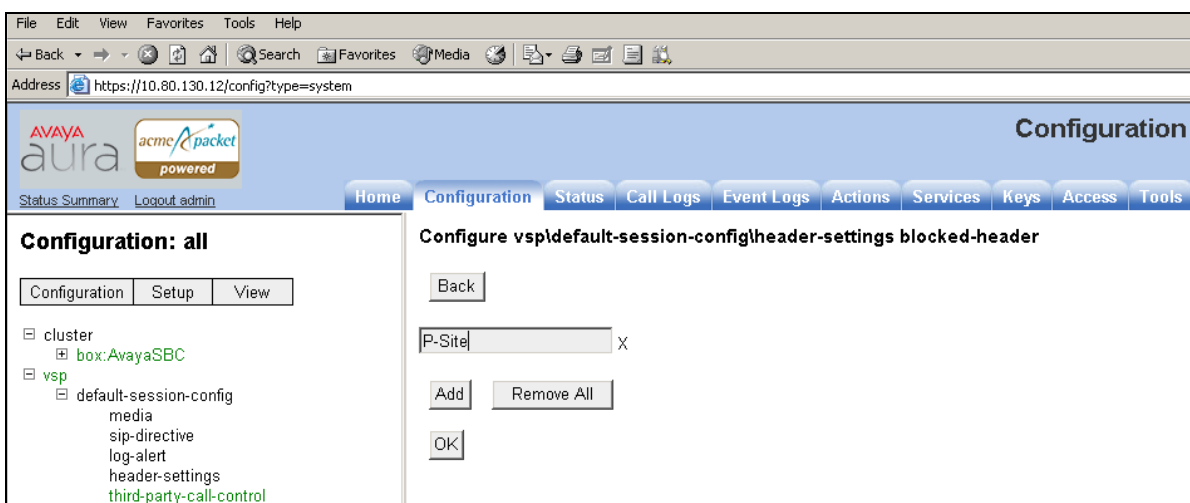 File Edit View Favorites Tools Help
Back Search Favorites Media
Address https://10.80.130.12/config?type=system
AVAYA
aura
acme packet
powered
Configuration
Status Summary Logout admin
Home Configuration Status Call Logs Event Logs Actions Services Keys Access Tools
Configuration: all
Configuration Setup View
cluster
box:AvayaSBC
vsp
default-session-config
media
sip-directive
log-alert
header-settings
third-party-call-control
Configure vsp\default-session-config\header-settings blocked-header
Back
P-Site X
Add Remove All
OK